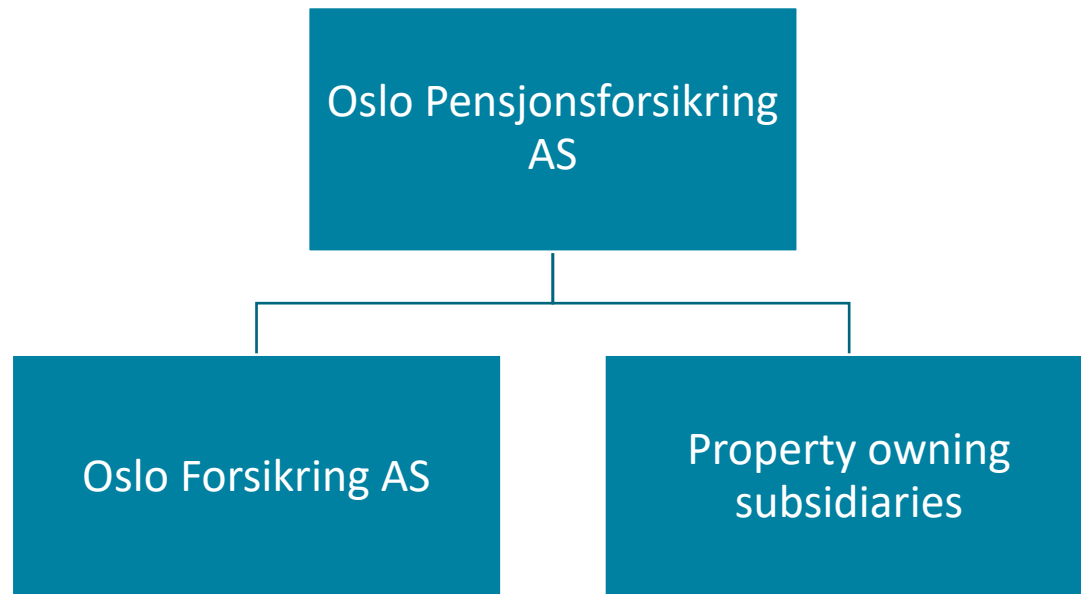 Oslo Pensjonsforsikring
AS
Oslo Forsikring AS
Property owning
subsidiaries